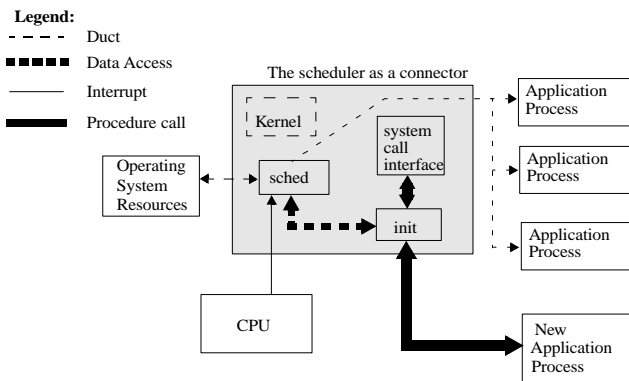 Legend:
Duct
Data Access
Interrupt
Procedure call
The scheduler as a connector
Kernel
system
call
interface
sched
init
Operating
System
Resources
CPU
Application
Process
Application
Process
Application
Process
New
Application
Process